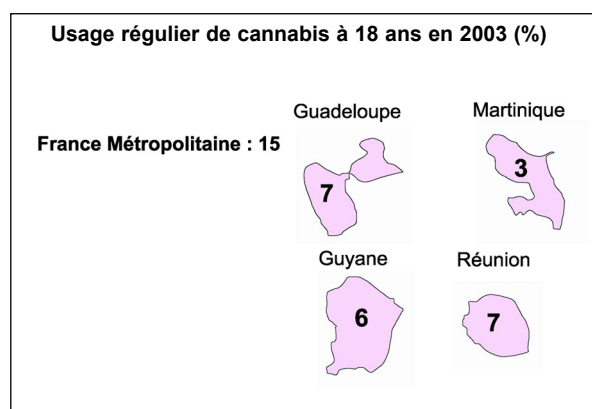 Usage régulier de cannabis à 18 ans en 2003 (%)
Guadeloupe
Martinique
France Métropolitaine : 15
7
3
Guyane
Réunion
6
7